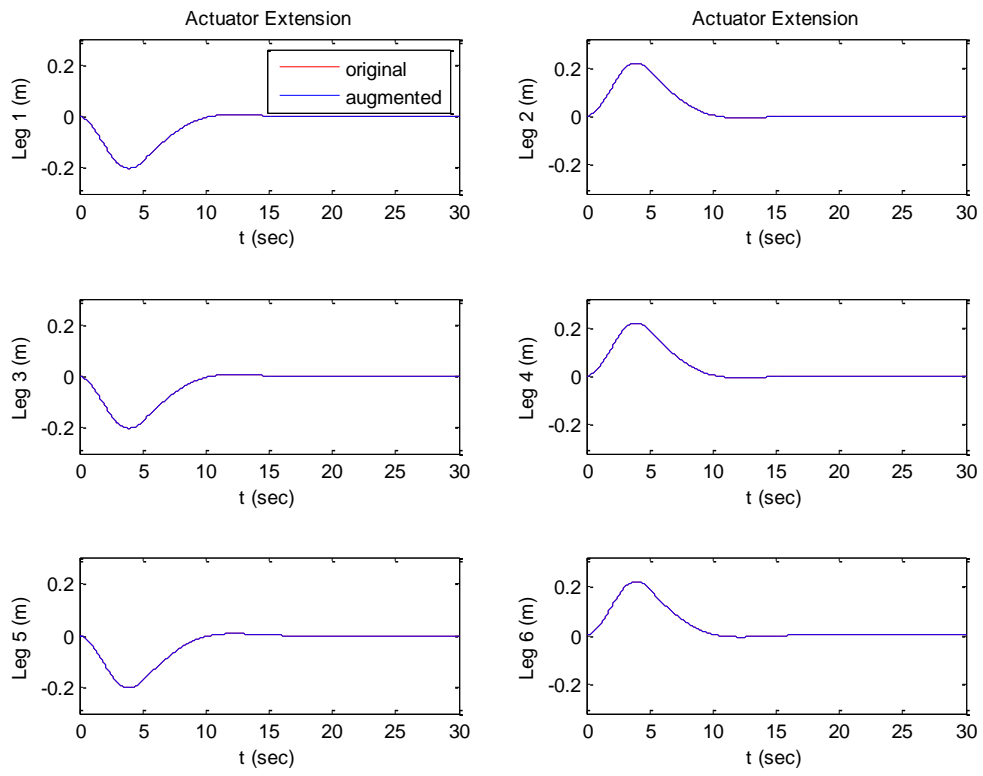 Actuator Extension
Actuator Extension
Leg 1 (m)
0.2
0
-0.2
original
augmented
0 5 10 15 20 25 30
t (sec)
Leg 2 (m)
0.2
0
-0.2
0 5 10 15 20 25 30
t (sec)
Leg 3 (m)
0.2
0
-0.2
0 5 10 15 20 25 30
t (sec)
Leg 4 (m)
0.2
0
-0.2
0 5 10 15 20 25 30
t (sec)
Leg 5 (m)
0.2
0
-0.2
0 5 10 15 20 25 30
t (sec)
Leg 6 (m)
0.2
0
-0.2
0 5 10 15 20 25 30
t (sec)